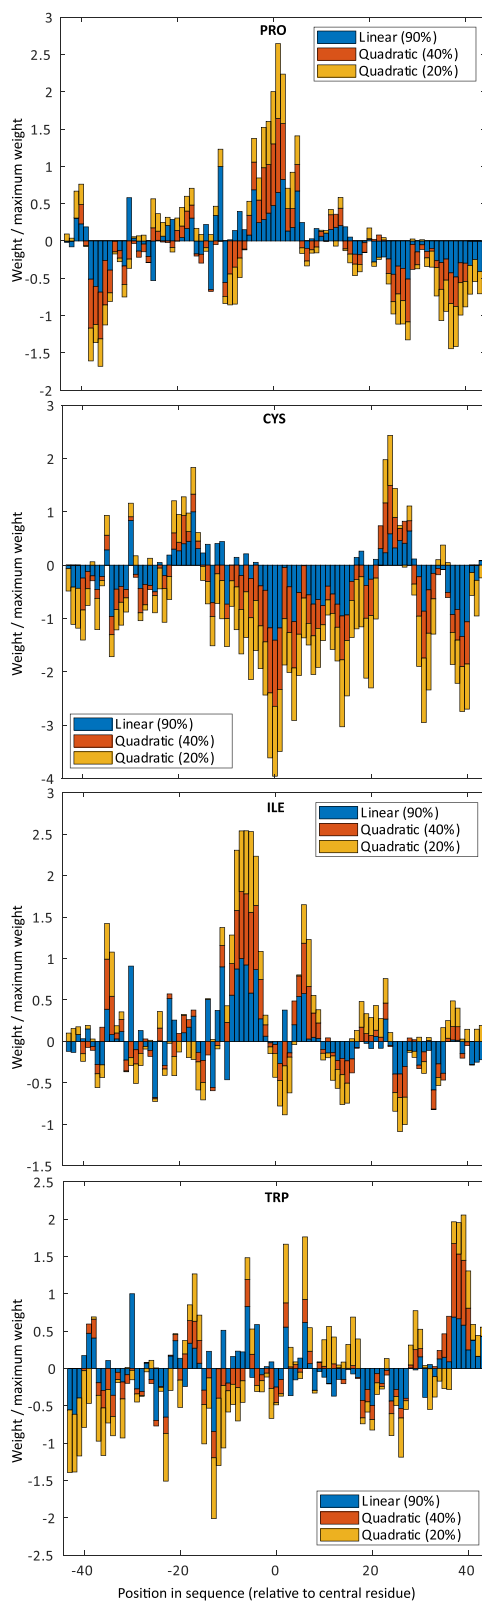 PRO
Linear (90%)
Quadratic (40%)
Quadratic (20%)
3
2.5
2
1.5
1
0.5
0
-0.5
-1
-1.5
-2
Weight / maximum weight
CYS
3
2
1
0
-1
-2
-3
-4
Weight / maximum weight
Linear (90%)
Quadratic (40%)
Quadratic (20%)
ILE
Linear (90%)
Quadratic (40%)
Quadratic (20%)
3
2.5
2
1.5
1
0.5
0
-0.5
-1
-1.5
Weight / maximum weight
TRP
2.5
2
1.5
1
0.5
0
-0.5
-1
-1.5
-2
-2.5
Weight / maximum weight
Linear (90%)
Quadratic (40%)
Quadratic (20%)
-40 -20 0 20 40
Position in sequence (relative to central residue)